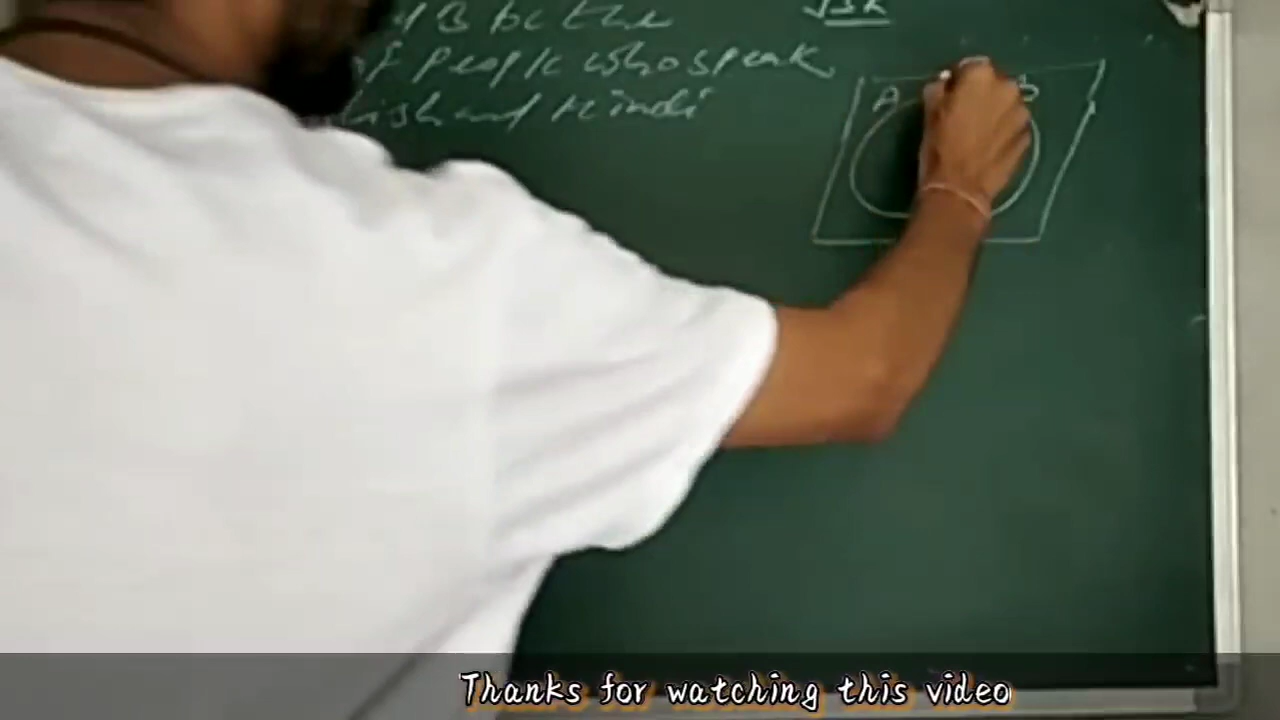 B be the
of people who speak
lish and Hindi
A B
Thanks for watching this video